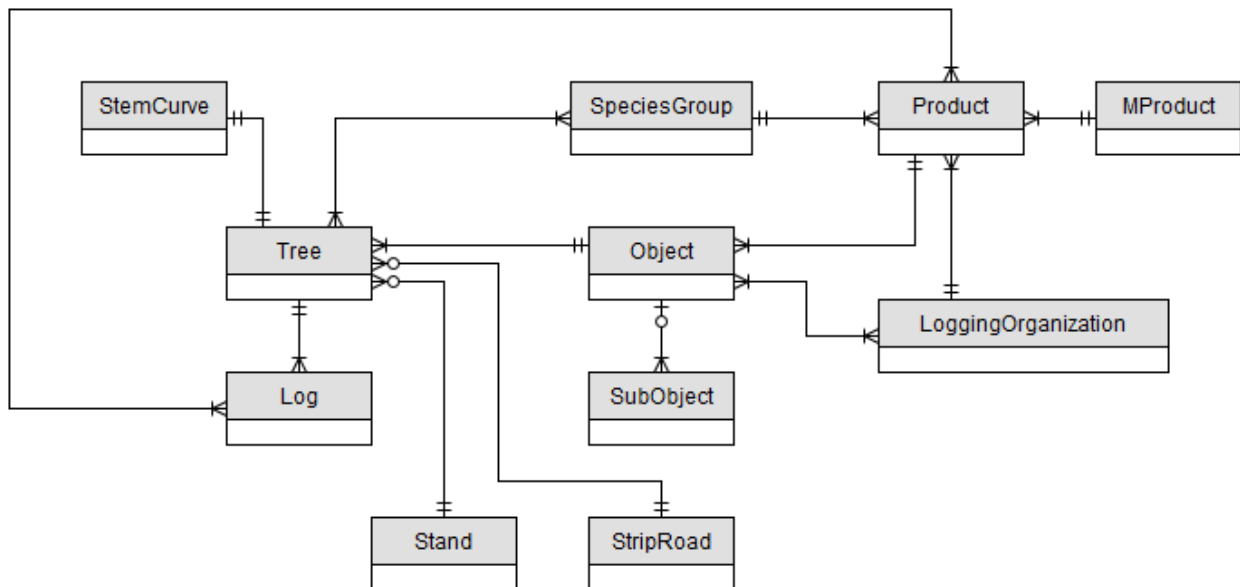 StemCurve
SpeciesGroup
Product
MProduct
Tree
Object
LoggingOrganization
Log
SubObject
Stand
StripRoad